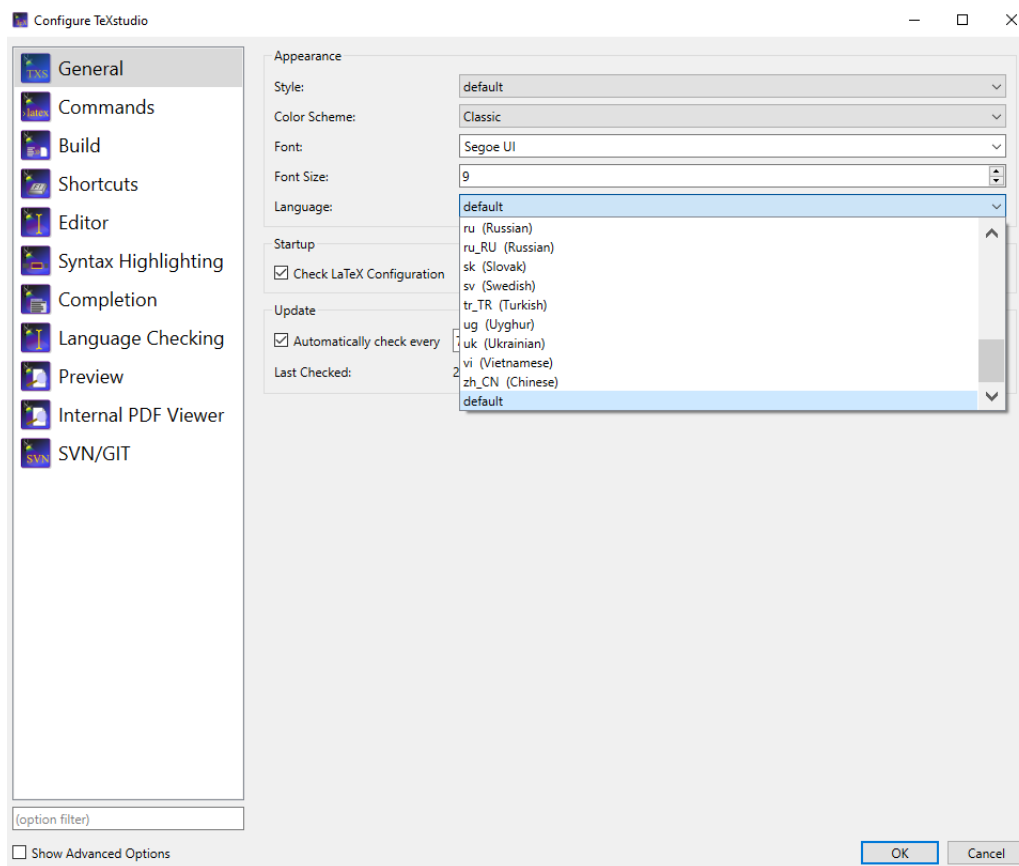 Configure TeXstudio
General
Commands
Build
Shortcuts
Editor
Syntax Highlighting
Completion
Language Checking
Preview
Internal PDF Viewer
SVN/GIT
(option filter)
Show Advanced Options
Appearance
Style: default
Color Scheme: Classic
Font: Segoe UI
Font Size: 9
Language: default
ru (Russian)
ru_RU (Russian)
sk (Slovak)
sv (Swedish)
tr_TR (Turkish)
ug (Uyghur)
uk (Ukrainian)
vi (Vietnamese)
zh_CN (Chinese)
default
Startup
Check LaTeX Configuration
Update
Automatically check every
Last Checked: 2
OK Cancel